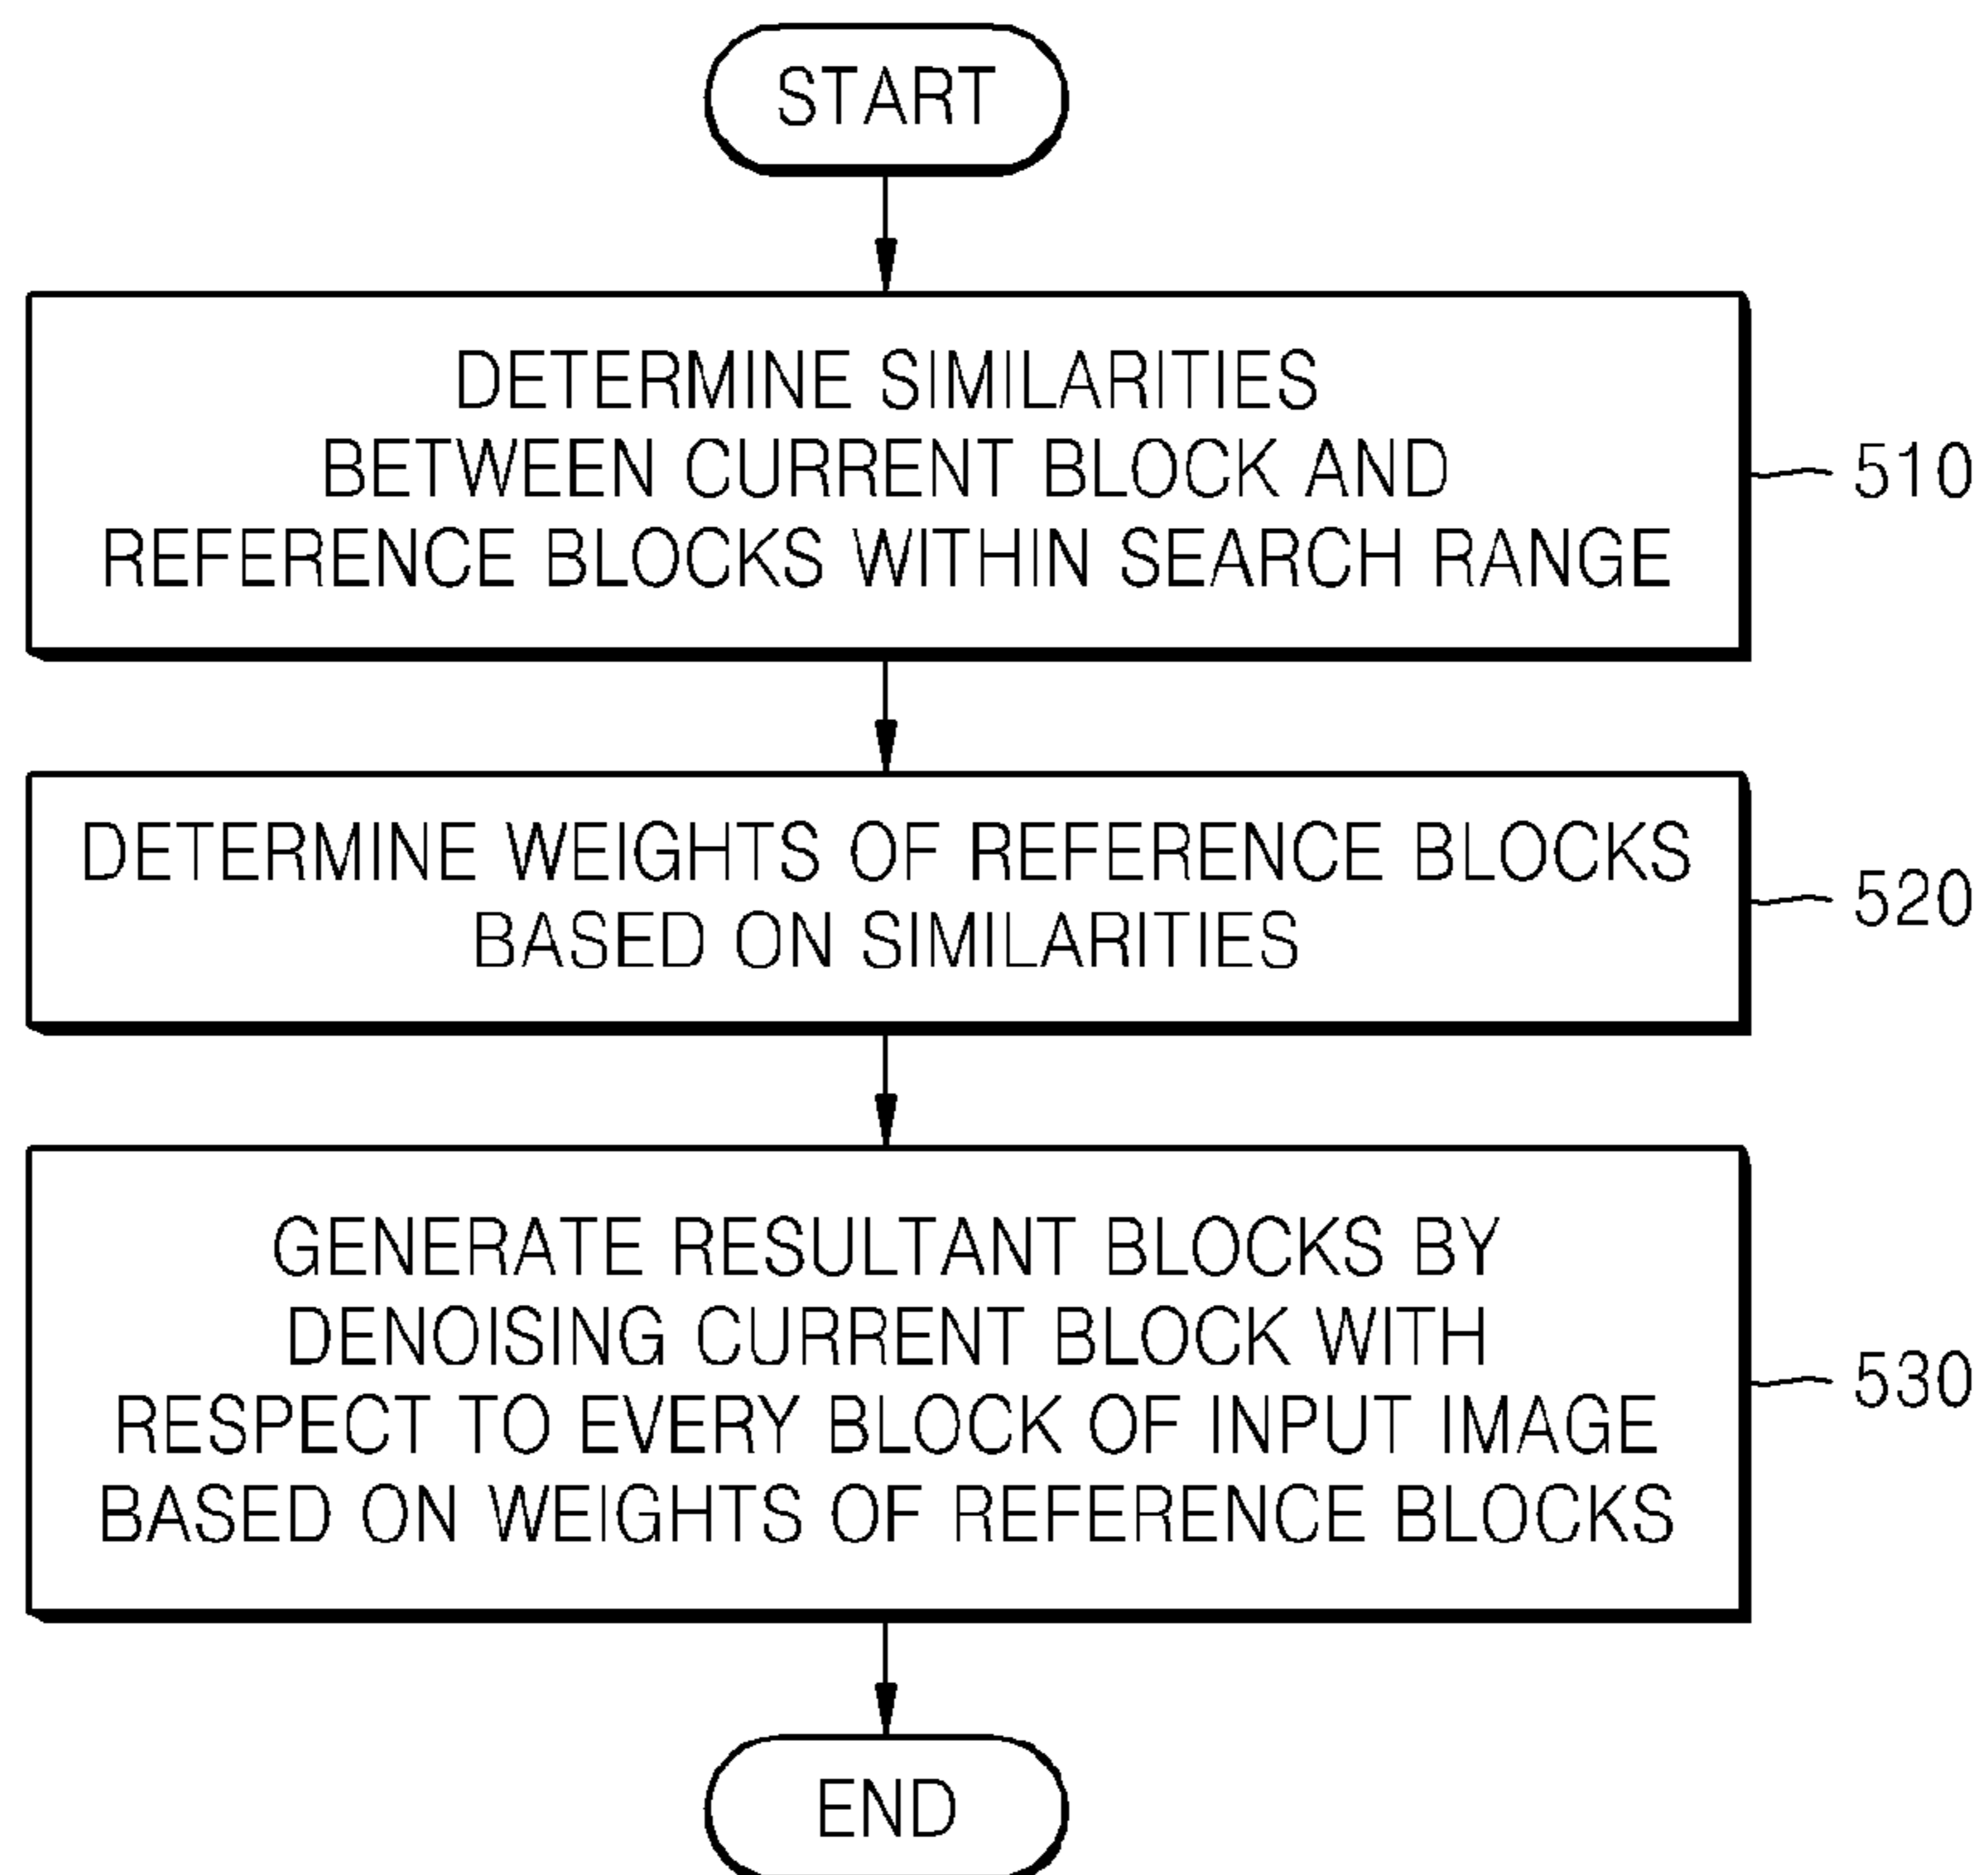 START
DETERMINE SIMILARITIES
BETWEEN CURRENT BLOCK AND
REFERENCE BLOCKS WITHIN SEARCH RANGE
510
DETERMINE WEIGHTS OF REFERENCE BLOCKS
BASED ON SIMILARITIES
520
GENERATE RESULTANT BLOCKS BY
DENOISING CURRENT BLOCK WITH
RESPECT TO EVERY BLOCK OF INPUT IMAGE
BASED ON WEIGHTS OF REFERENCE BLOCKS
530
END